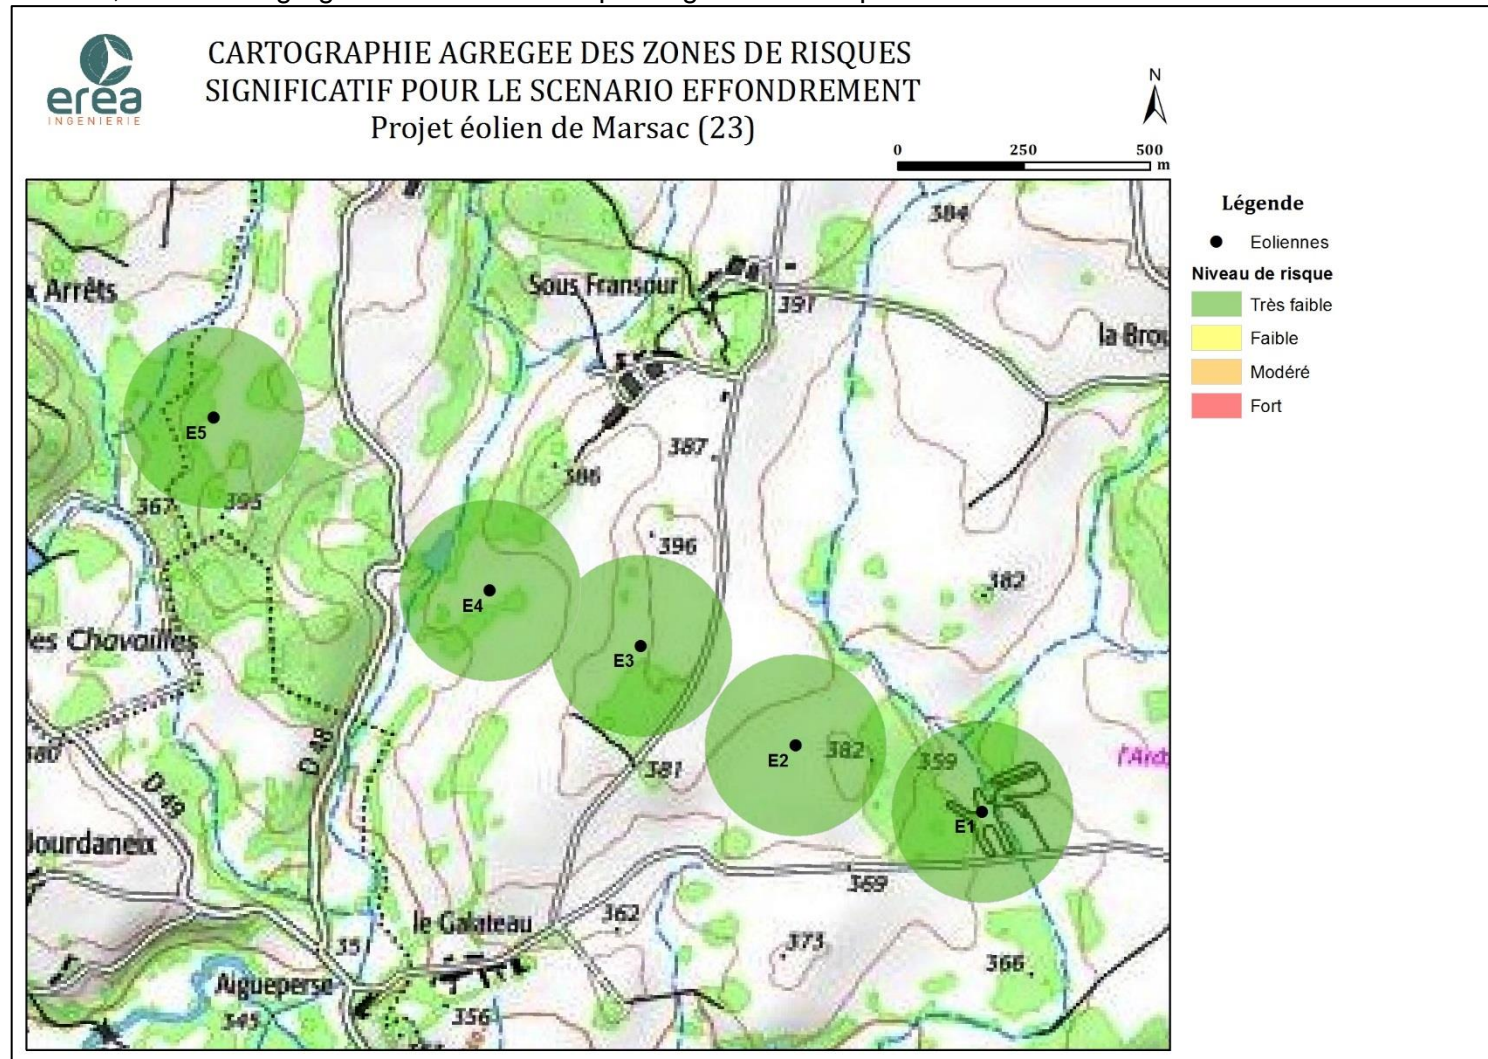 erea
INGENIERIE
CARTOGRAPHIE AGREGEE DES ZONES DE RISQUES
SIGNIFICATIF POUR LE SCENARIO EFFONDREMENT
Projet éolien de Marsac (23)
N
0 250 500
m
Légende
Eoliennes
Niveau de risque
Très faible
Faible
Modéré
Fort
384
Sous Fransour
x Arrêts
391
la Brou
E5
387
386
367
395
396
382
E4
les Chavailles
E3
D 48
382
359
l'Arb
380
E2
381
D 48
E1
Jourdaneix
369
le Galateau
362
351
373
366
Aigueperse
345
356